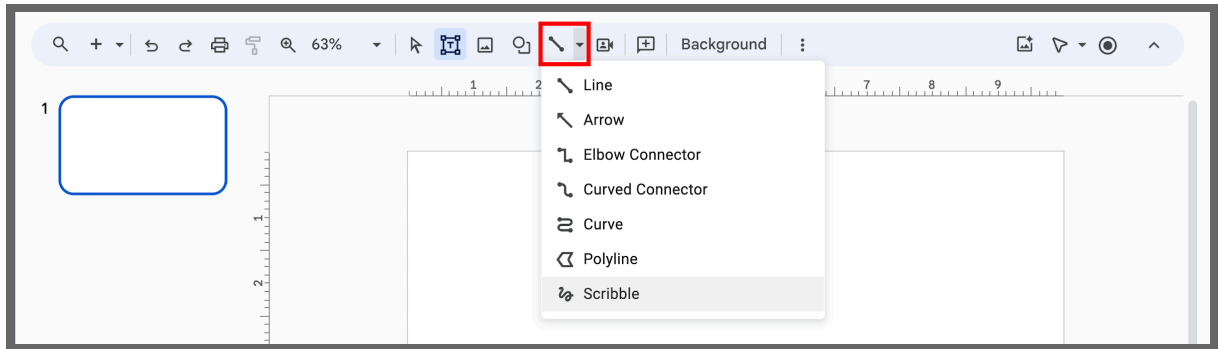 63%
Background
1
1
2
7
8
9
Line
Arrow
Elbow Connector
Curved Connector
Curve
Polyline
Scribble
1
2